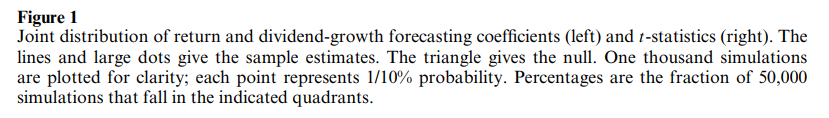 Figure 1
Joint distribution of return and dividend-growth forecasting coefficients (left) and t-statistics (right). The
lines and large dots give the sample estimates. The triangle gives the null. One thousand simulations
are plotted for clarity; each point represents 1/10% probability. Percentages are the fraction of 50,000
simulations that fall in the indicated quadrants.